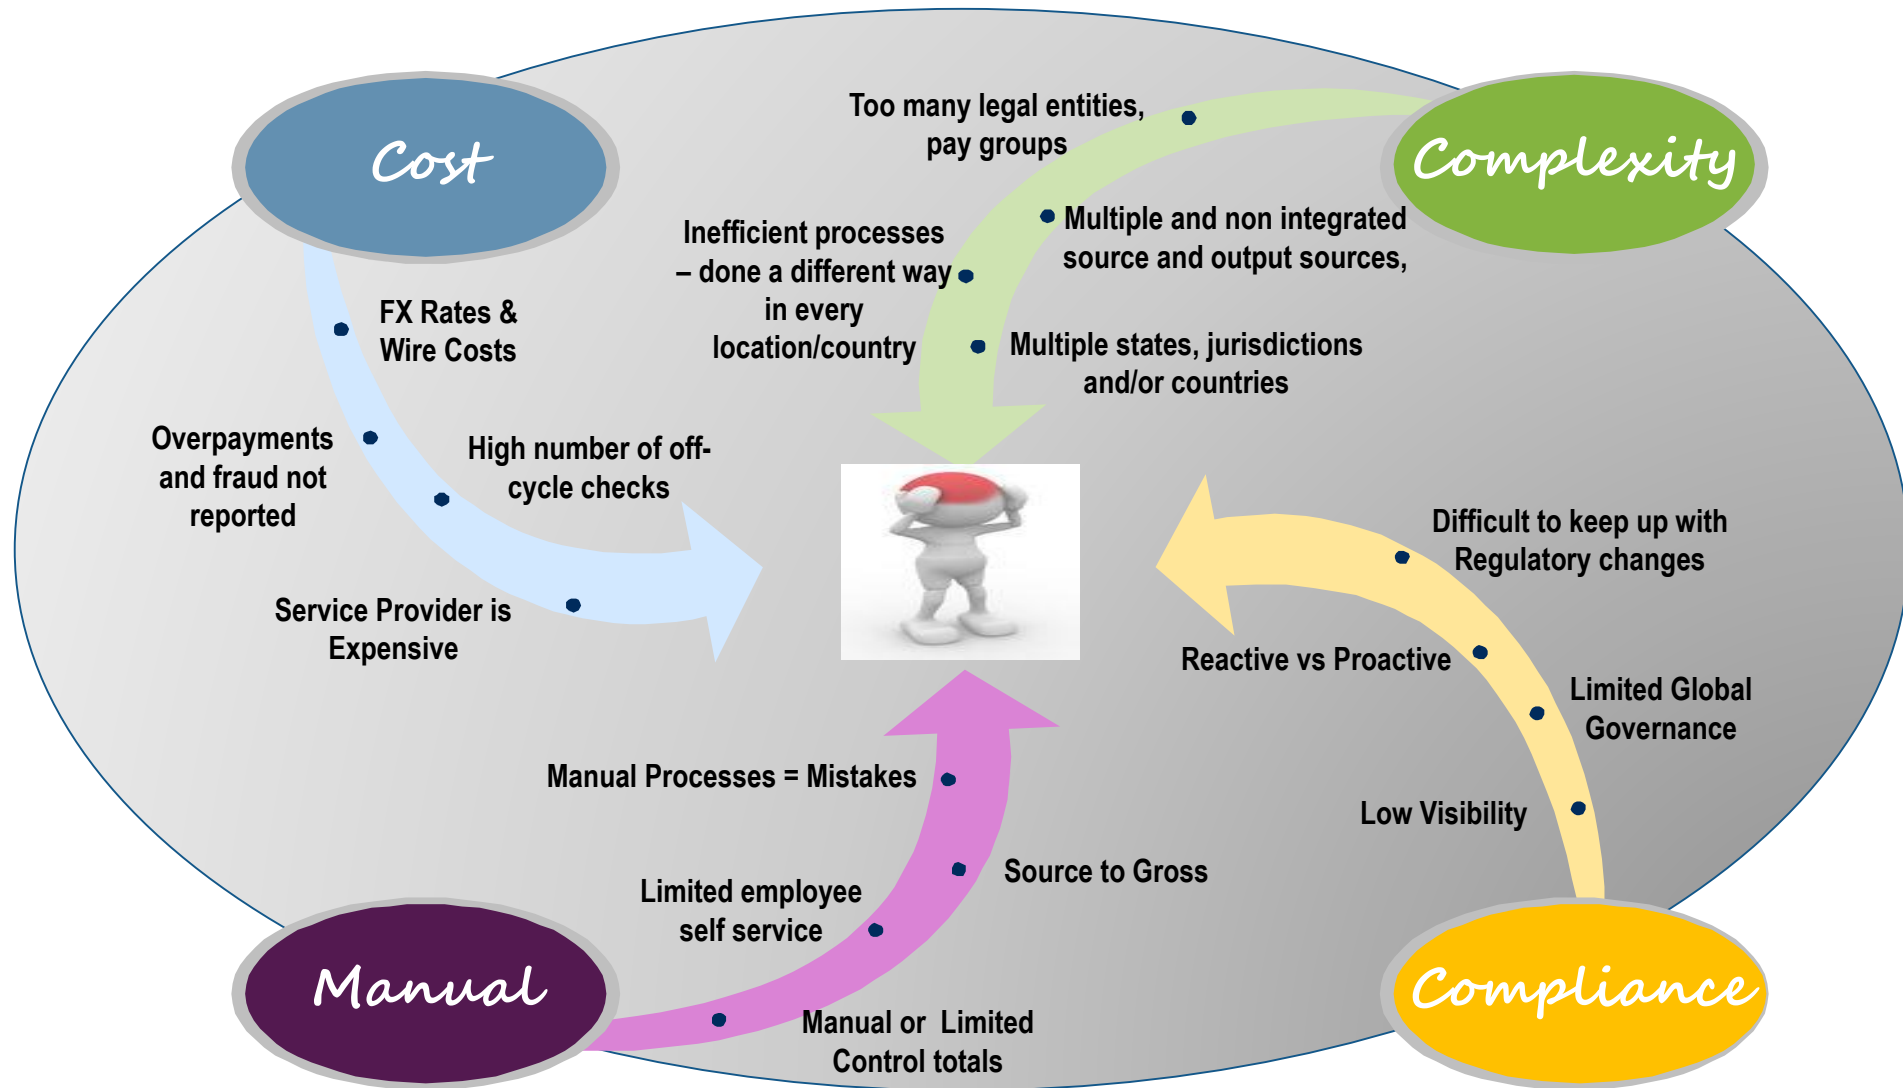 Cost
FX Rates &
Wire Costs
Overpayments
and fraud not
reported
High number of off-
cycle checks
Service Provider is
Expensive
Complexity
Too many legal entities,
pay groups
Multiple and non integrated
source and output sources,
Inefficient processes
– done a different way
in every
location/country
Multiple states, jurisdictions
and/or countries
Manual
Manual Processes = Mistakes
Source to Gross
Limited employee
self service
Manual or  Limited
Control totals
Compliance
Difficult to keep up with
Regulatory changes
Reactive vs Proactive
Limited Global
Governance
Low Visibility